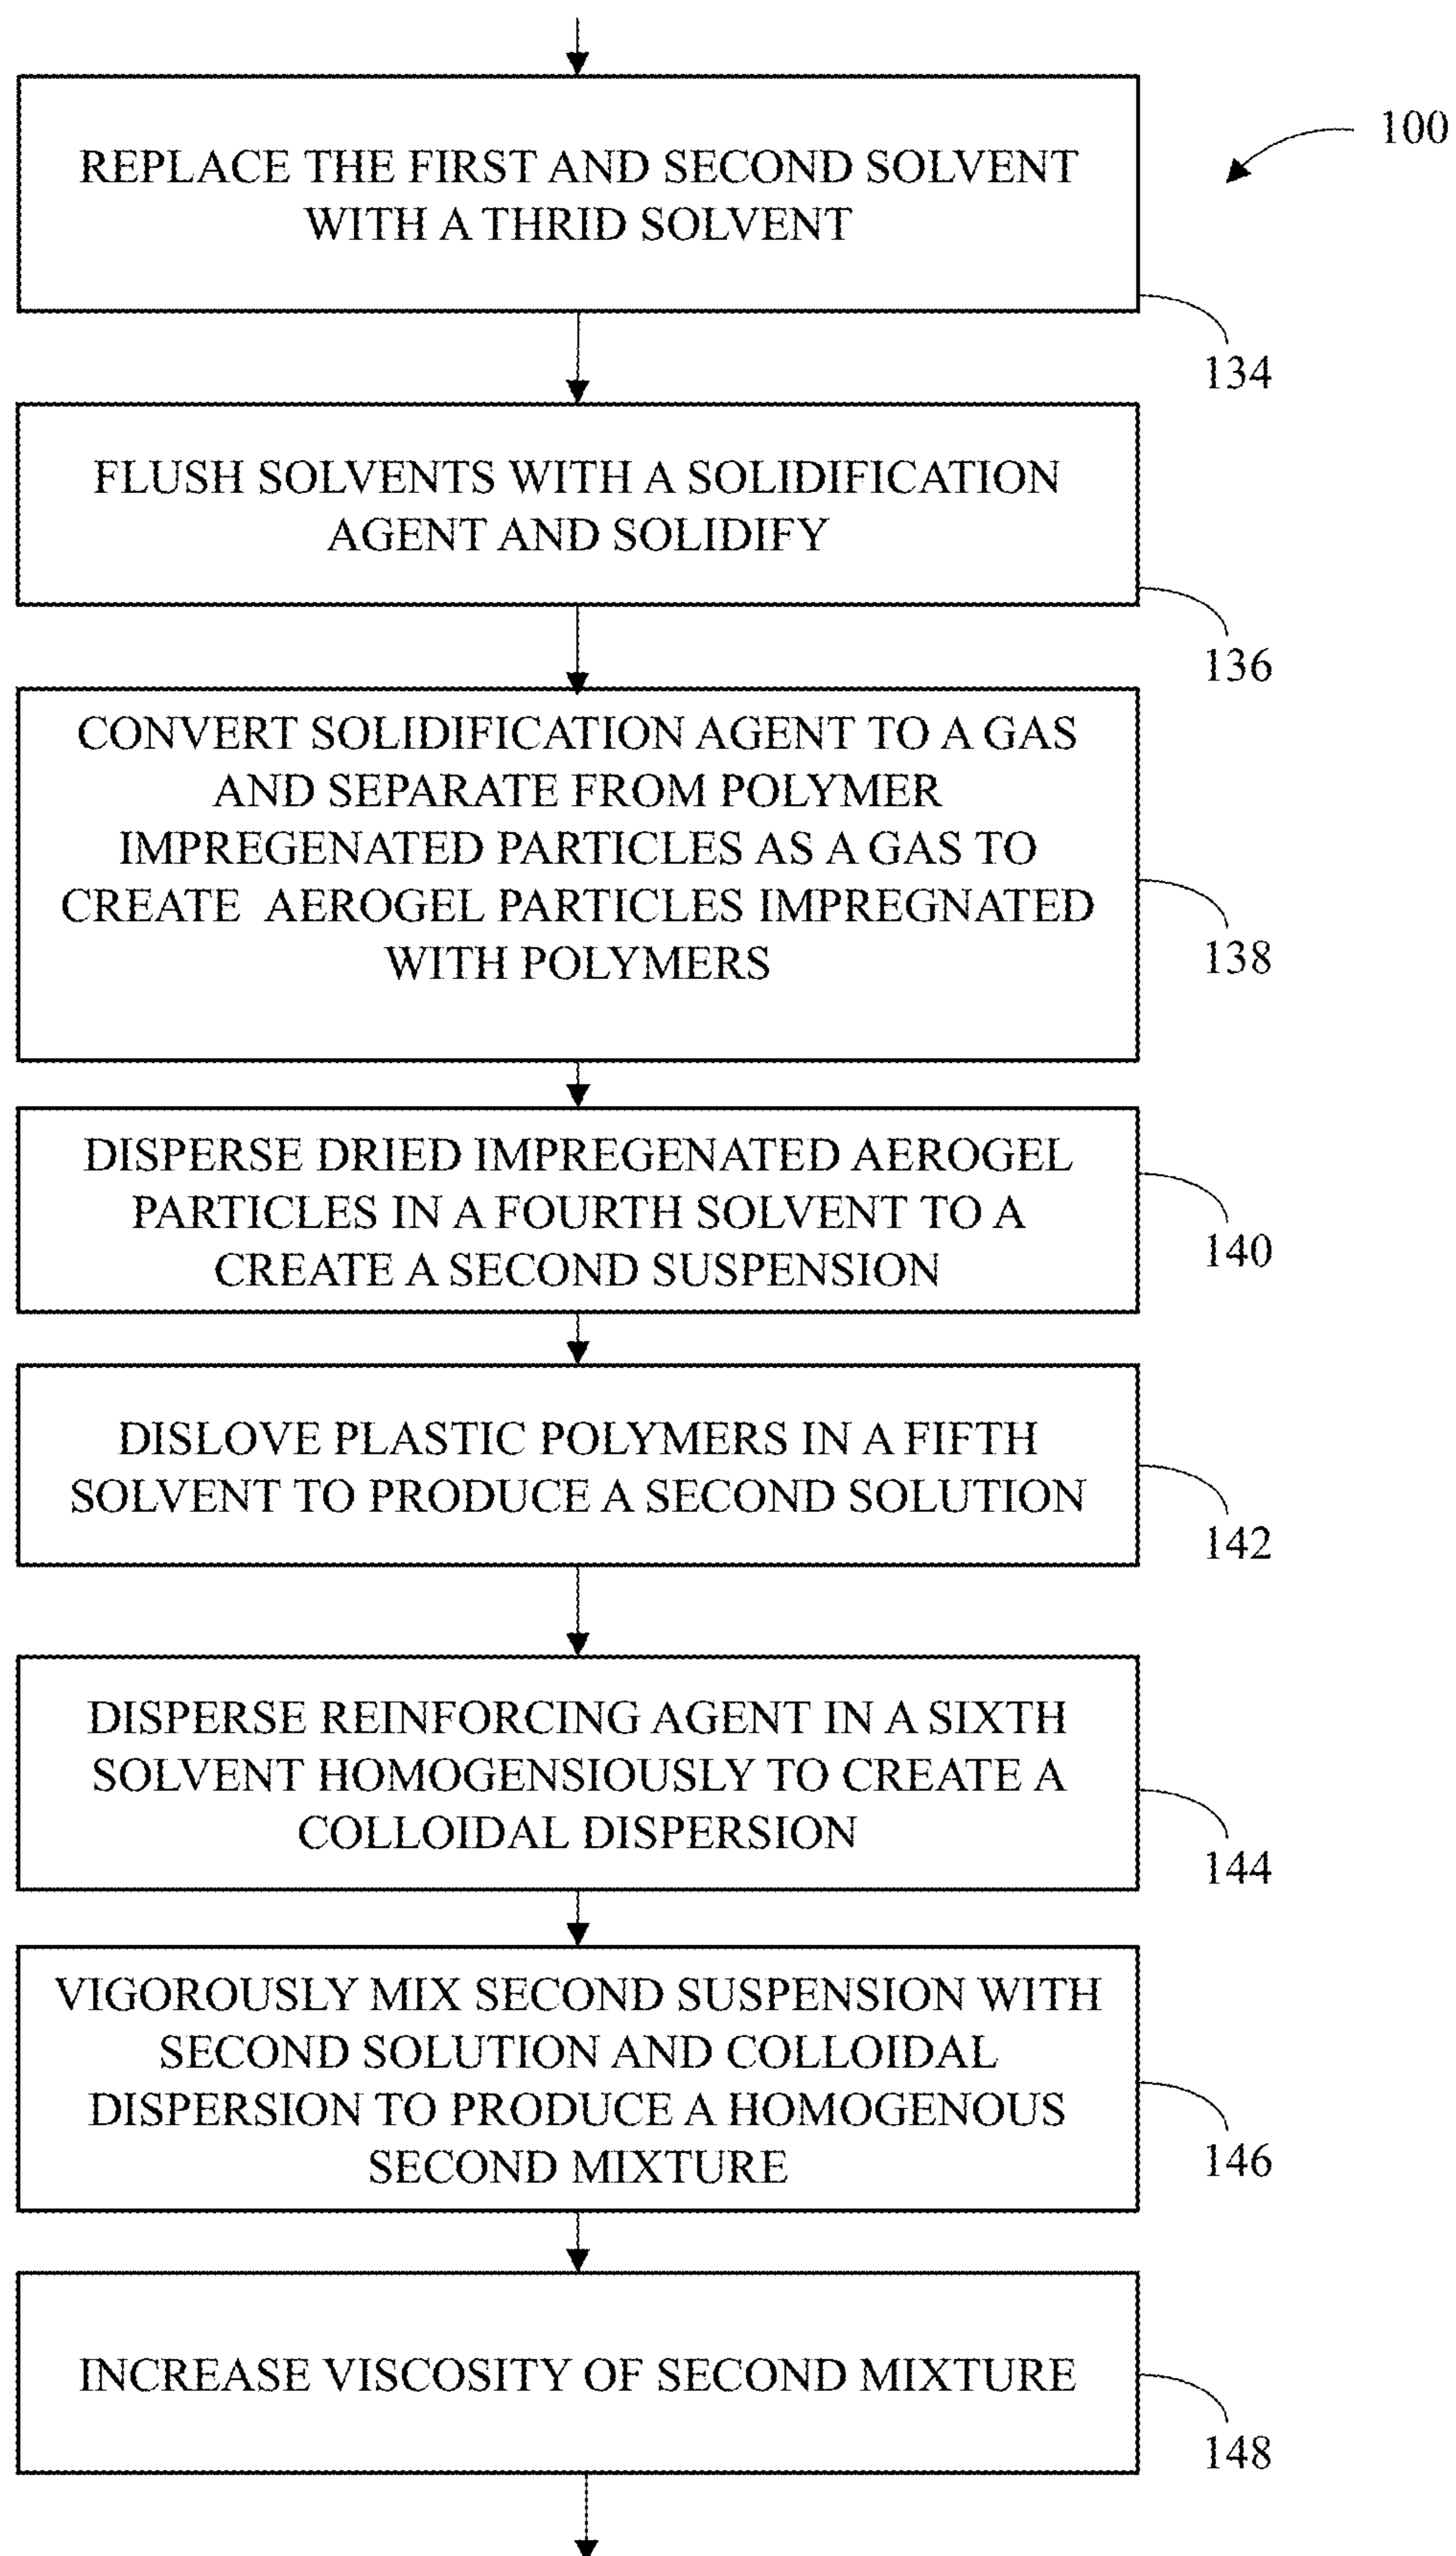 100
REPLACE THE FIRST AND SECOND SOLVENT
WITH A THRID SOLVENT
134
FLUSH SOLVENTS WITH A SOLIDIFICATION
AGENT AND SOLIDIFY
136
CONVERT SOLIDIFICATION AGENT TO A GAS
AND SEPARATE FROM POLYMER
IMPREGENATED PARTICLES AS A GAS TO
CREATE AEROGEL PARTICLES IMPREGNATED
WITH POLYMERS
138
DISPERSE DRIED IMPREGENATED AEROGEL
PARTICLES IN A FOURTH SOLVENT TO A
CREATE A SECOND SUSPENSION
140
DISLOVE PLASTIC POLYMERS IN A FIFTH
SOLVENT TO PRODUCE A SECOND SOLUTION
142
DISPERSE REINFORCING AGENT IN A SIXTH
SOLVENT HOMOGENSIOUSLY TO CREATE A
COLLOIDAL DISPERSION
144
VIGOROUSLY MIX SECOND SUSPENSION WITH
SECOND SOLUTION AND COLLOIDAL
DISPERSION TO PRODUCE A HOMOGENOUS
SECOND MIXTURE
146
INCREASE VISCOSITY OF SECOND MIXTURE
148